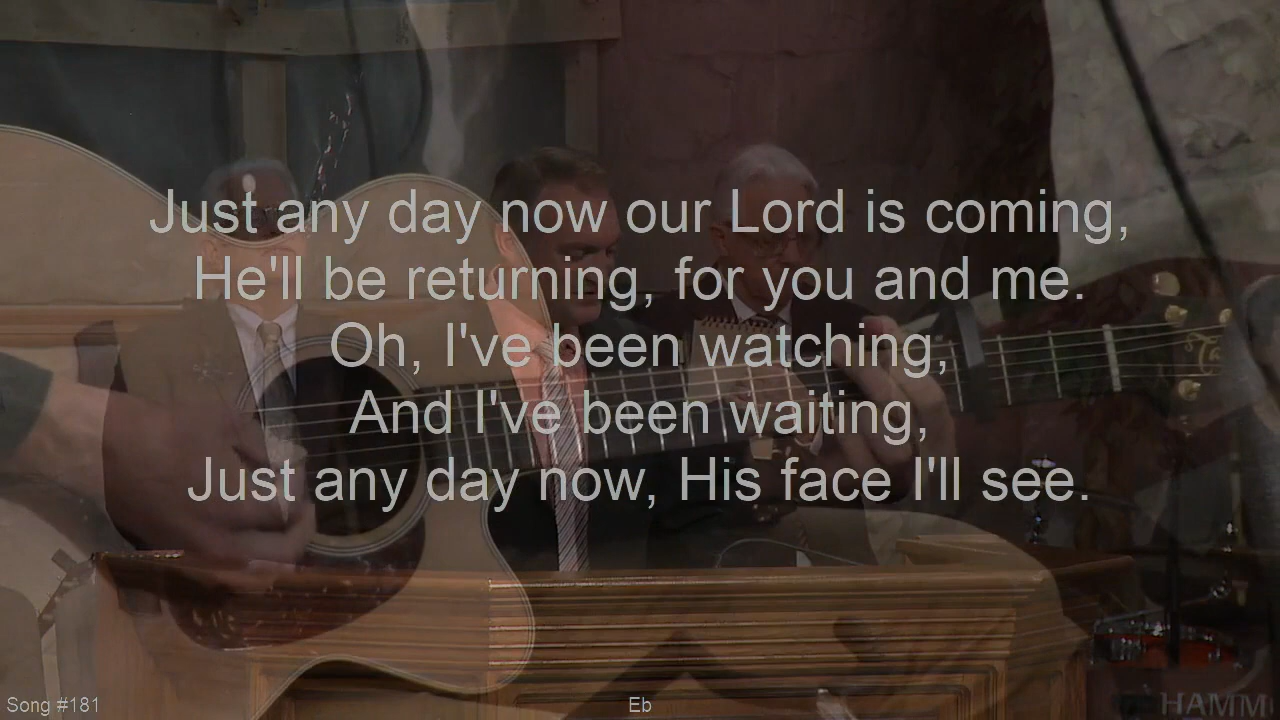 Just any day now our Lord is coming,
He'll be returning, for you and me.
Oh, I've been watching,
And I've been waiting,
Just any day now, His face I'll see.
Song #181
Eb
HAMM